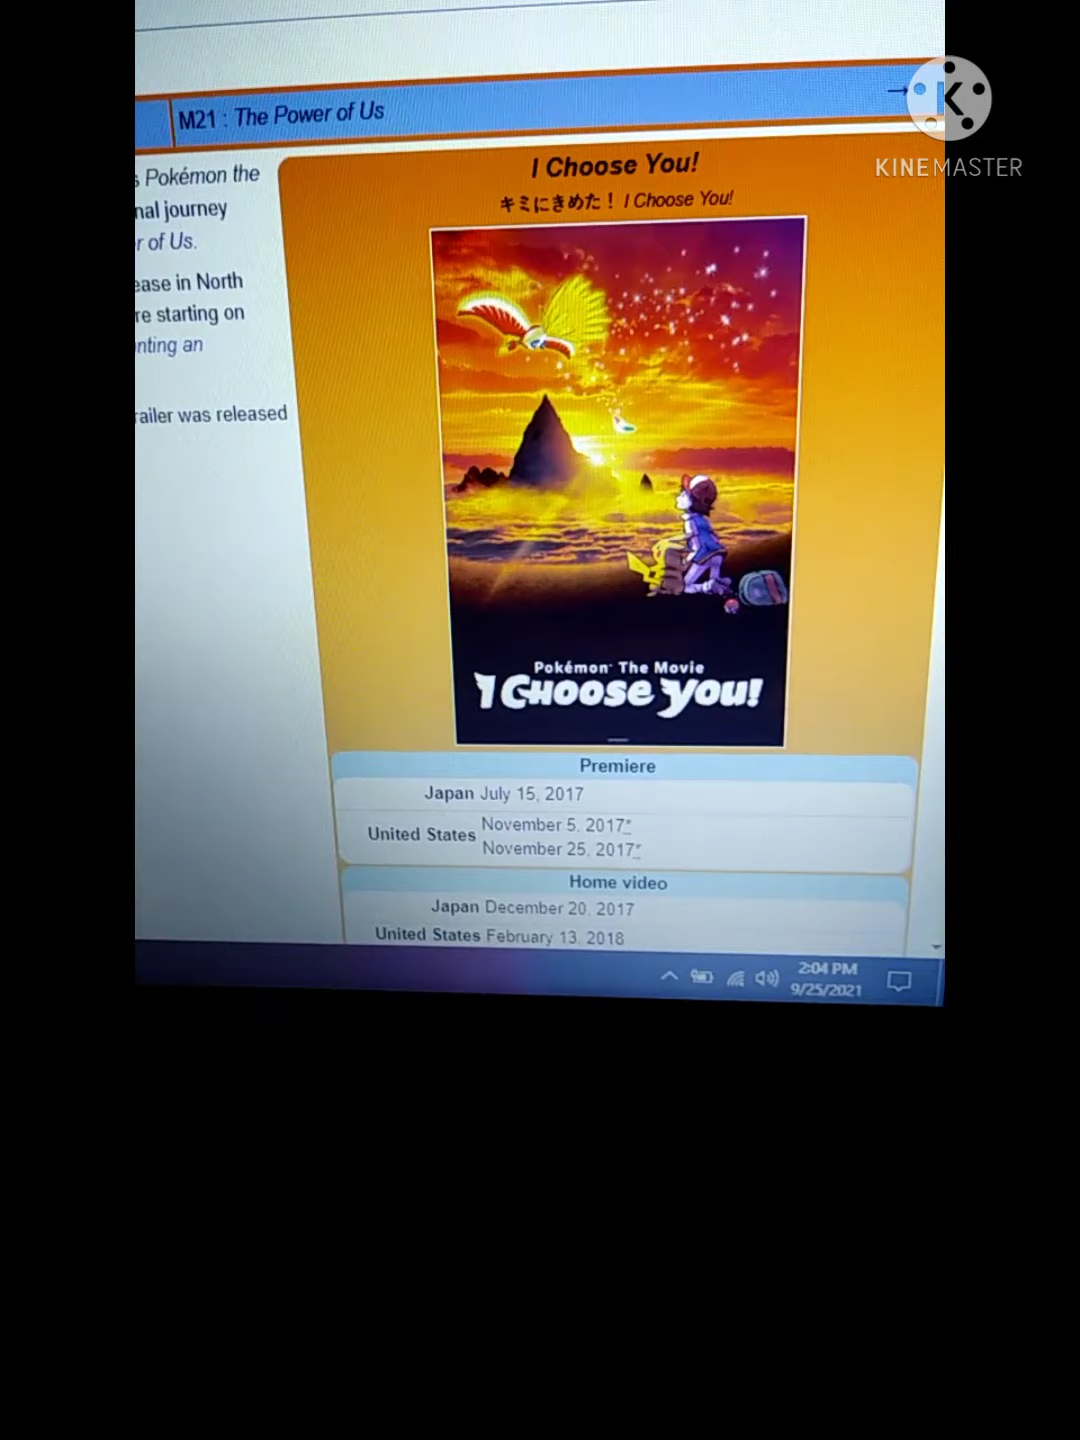 M21 : The Power of Us
→
K
KINEMASTER
Pokémon the
nal journey
r of Us.
ease in North
re starting on
nting an
railer was released
I Choose You!
キミにきめた！ I Choose You!
Pokémon The Movie
I Choose You!
Premiere
Japan July 15, 2017
United States November 5, 2017*
November 25, 2017*
Home video
Japan December 20, 2017
United States February 13, 2018
2:04 PM
9/25/2021